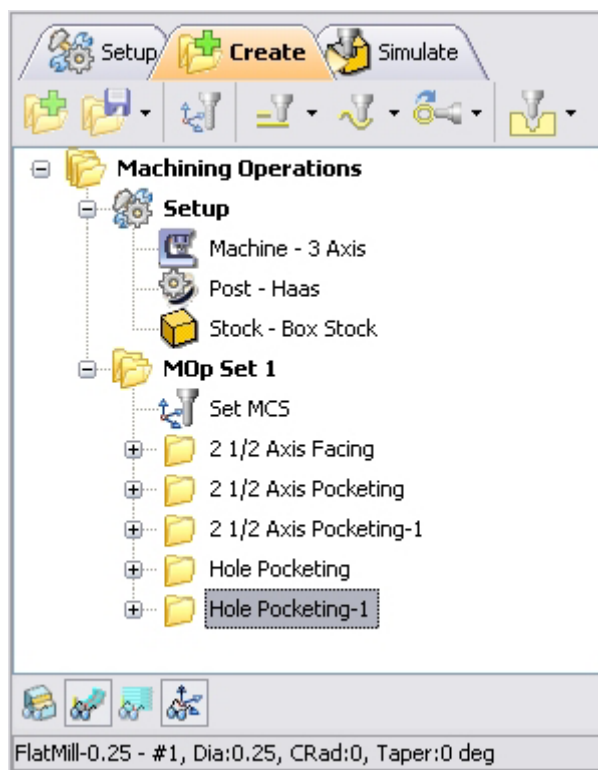 Setup Create Simulate
Machining Operations
Setup
Machine - 3 Axis
Post - Haas
Stock - Box Stock
MOp Set 1
Set MCS
2 1/2 Axis Facing
2 1/2 Axis Pocketing
2 1/2 Axis Pocketing-1
Hole Pocketing
Hole Pocketing-1
FlatMill-0.25 - #1, Dia:0.25, CRad:0, Taper:0 deg